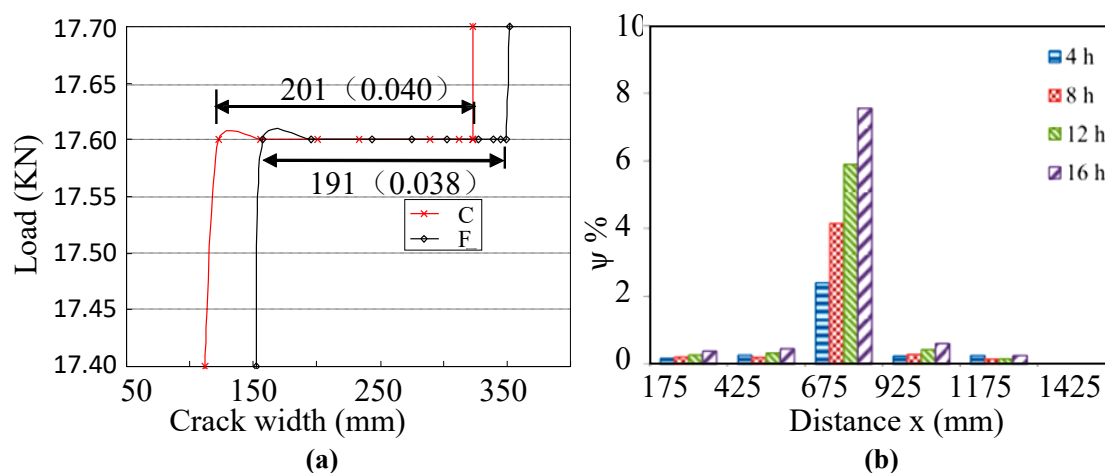 17.70
17.65
17.60
17.55
17.50
17.45
17.40
Load (KN)
201（0.040）
191（0.038）
C
F_
50
150
250
350
Crack width (mm)
(a)
10
8
6
4
2
0
ψ %
4 h
8 h
12 h
16 h
175
425
675
925
1175
1425
Distance x (mm)
(b)